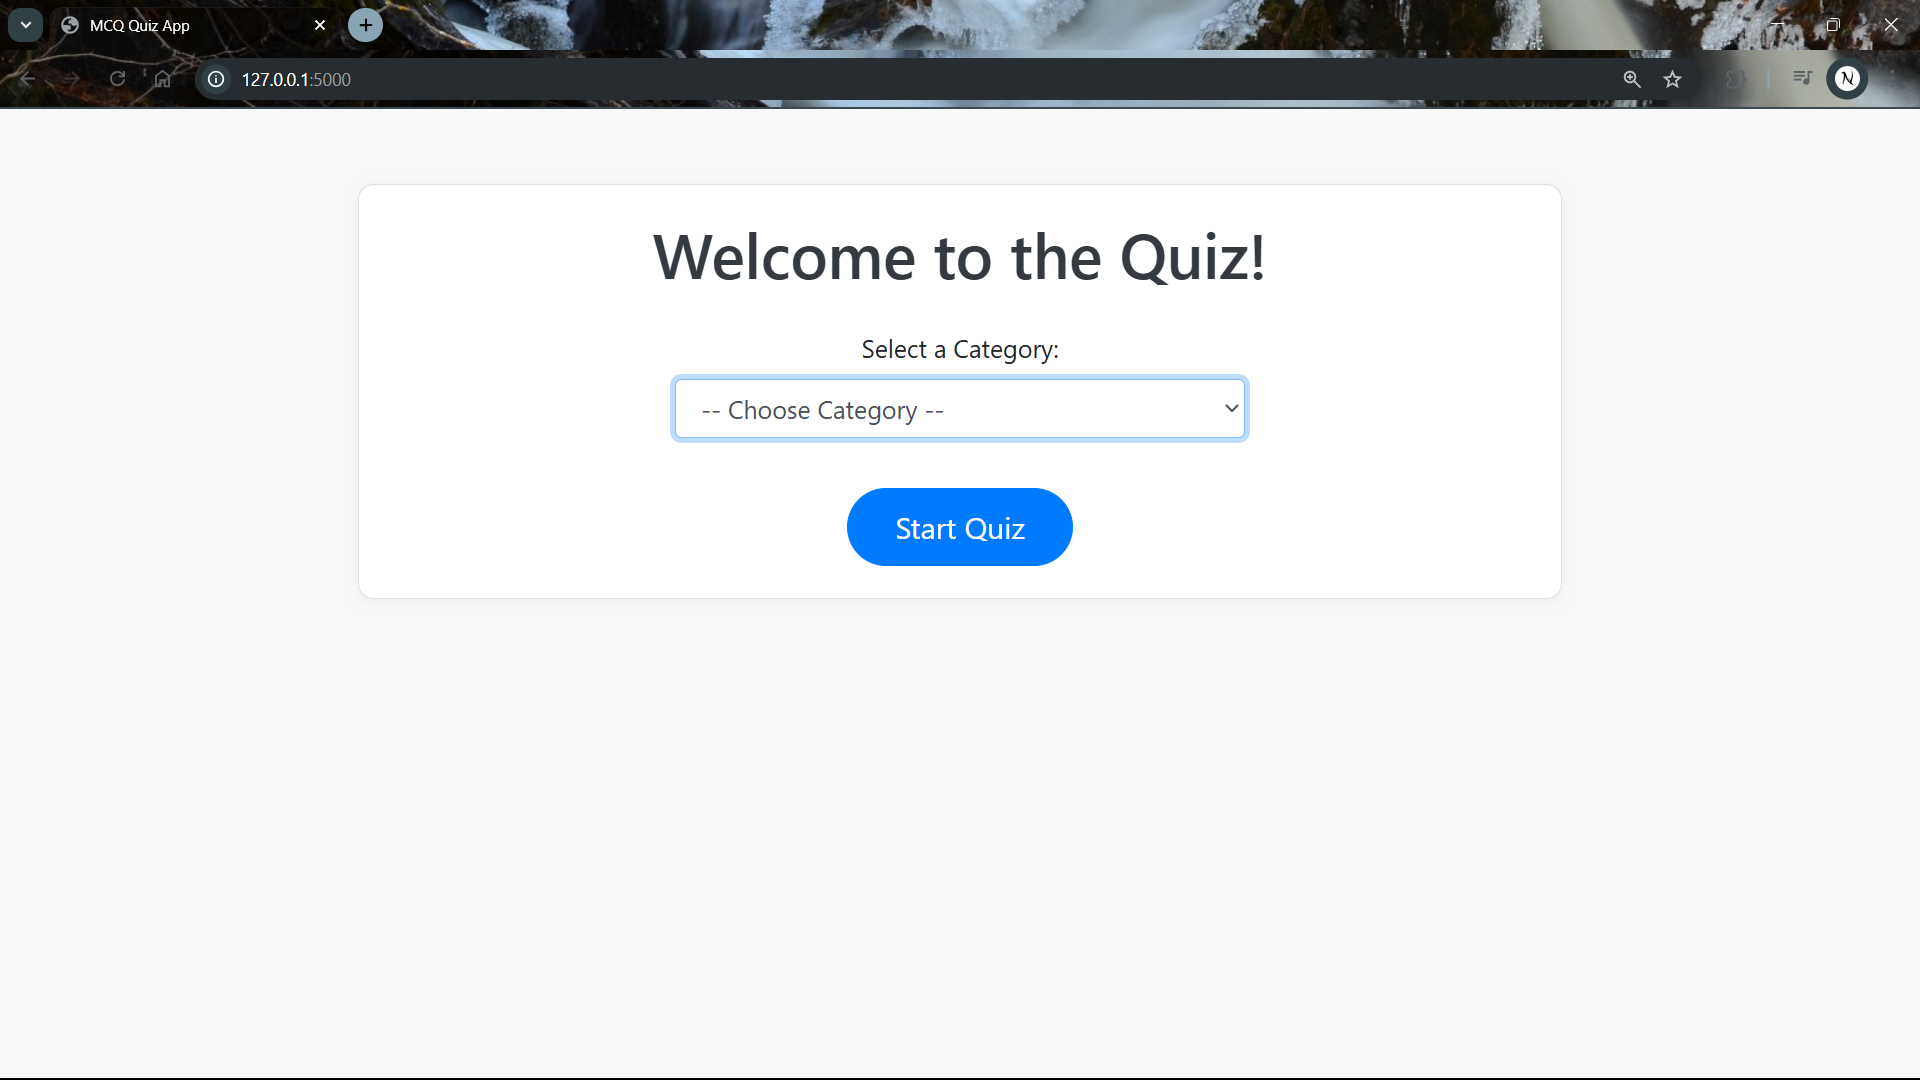 MCQ Quiz App
127.0.0.1:5000
N
Welcome to the Quiz!
Select a Category:
-- Choose Category --
Start Quiz